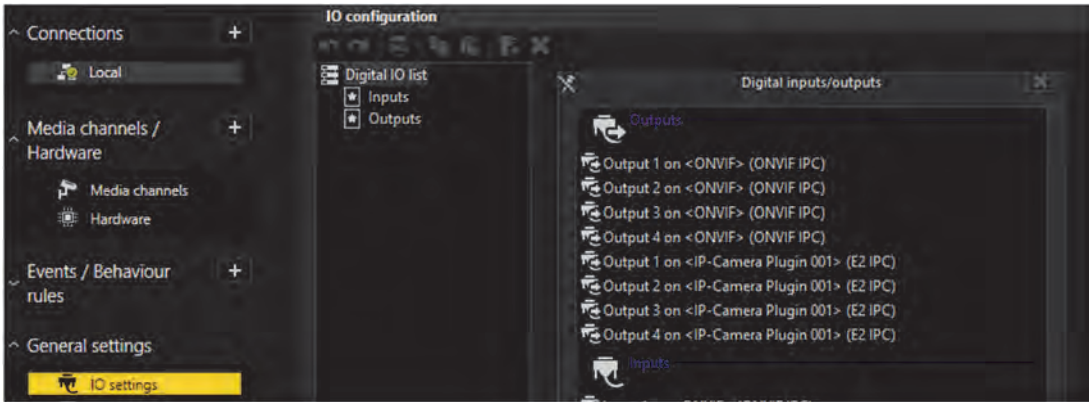 Connections +
Local
Media channels / Hardware +
Media channels
Hardware
Events / Behaviour rules +
General settings
IO settings
IO configuration
Digital IO list
Inputs
Outputs
Digital inputs/outputs
Outputs
Output 1 on <ONVIF> (ONVIF IPC)
Output 2 on <ONVIF> (ONVIF IPC)
Output 3 on <ONVIF> (ONVIF IPC)
Output 4 on <ONVIF> (ONVIF IPC)
Output 1 on <IP-Camera Plugin 001> (E2 IPC)
Output 2 on <IP-Camera Plugin 001> (E2 IPC)
Output 3 on <IP-Camera Plugin 001> (E2 IPC)
Output 4 on <IP-Camera Plugin 001> (E2 IPC)
Inputs